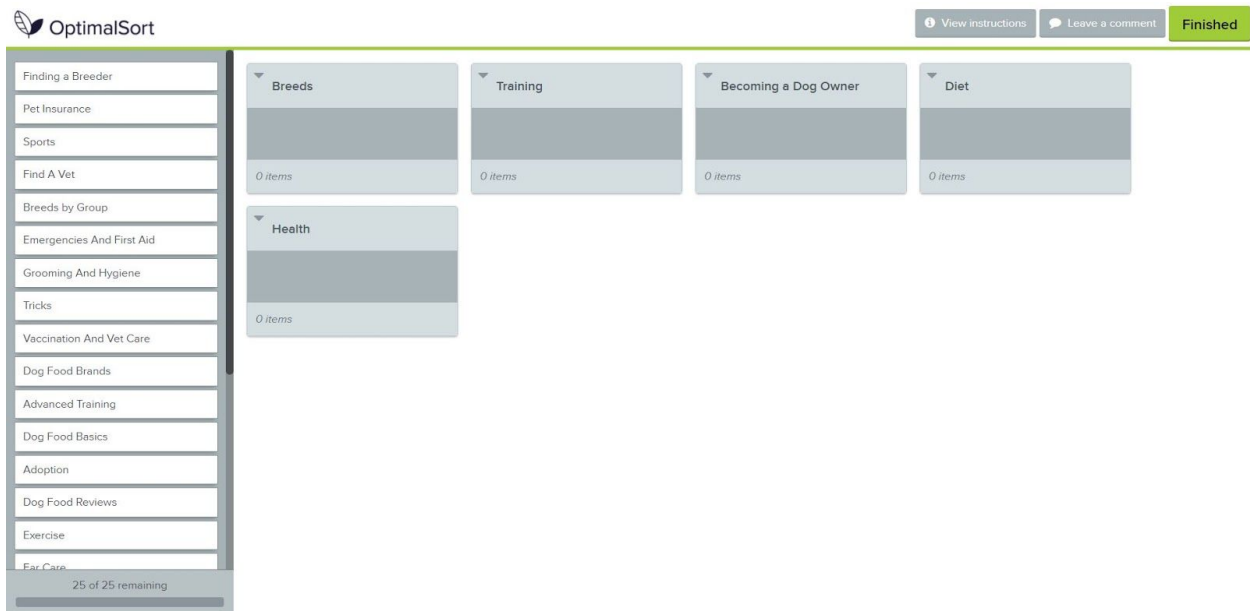 OptimalSort
View instructions
Leave a comment
Finished
Finding a Breeder
Pet Insurance
Sports
Find A Vet
Breeds by Group
Emergencies And First Aid
Grooming And Hygiene
Tricks
Vaccination And Vet Care
Dog Food Brands
Advanced Training
Dog Food Basics
Adoption
Dog Food Reviews
Exercise
Ear Care
25 of 25 remaining
Breeds
0 items
Training
0 items
Becoming a Dog Owner
0 items
Diet
0 items
Health
0 items